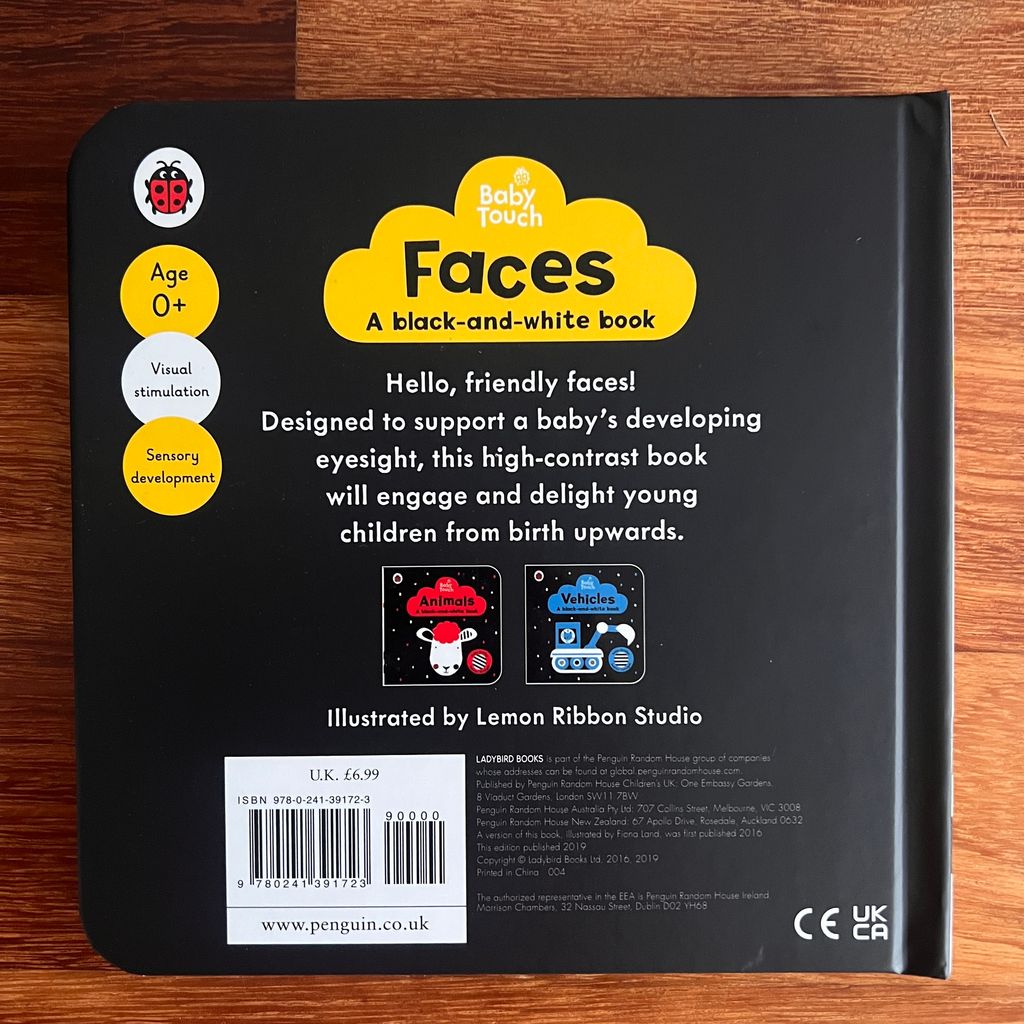 Baby
Touch
Faces
A black-and-white book
Age
0+
Visual
stimulation
Sensory
development
Hello, friendly faces!
Designed to support a baby's developing
eyesight, this high-contrast book
will engage and delight young
children from birth upwards.
Baby
Touch
Animals
A black-and-white book
Baby
Touch
Vehicles
A black-and-white book
Illustrated by Lemon Ribbon Studio
U.K. £6.99
ISBN 978-0-241-39172-3
90000
9 780241 391723
www.penguin.co.uk
LADYBIRD BOOKS is part of the Penguin Random House group of companies
whose addresses can be found at global.penguinrandomhouse.com.
Published by Penguin Random House Children's UK: One Embassy Gardens,
8 Viaduct Gardens, London SW11 7BW
Penguin Random House Australia Pty Ltd: 707 Collins Street, Melbourne, VIC 3008
Penguin Random House New Zealand: 67 Apollo Drive, Rosedale, Auckland 0632
A version of this book, illustrated by Fiona Land, was first published 2016
This edition published 2019
Copyright © Ladybird Books Ltd, 2016, 2019
Printed in China 004
The authorized representative in the EEA is Penguin Random House Ireland,
Morrison Chambers, 32 Nassau Street, Dublin D02 YH68
CE
UK
CA